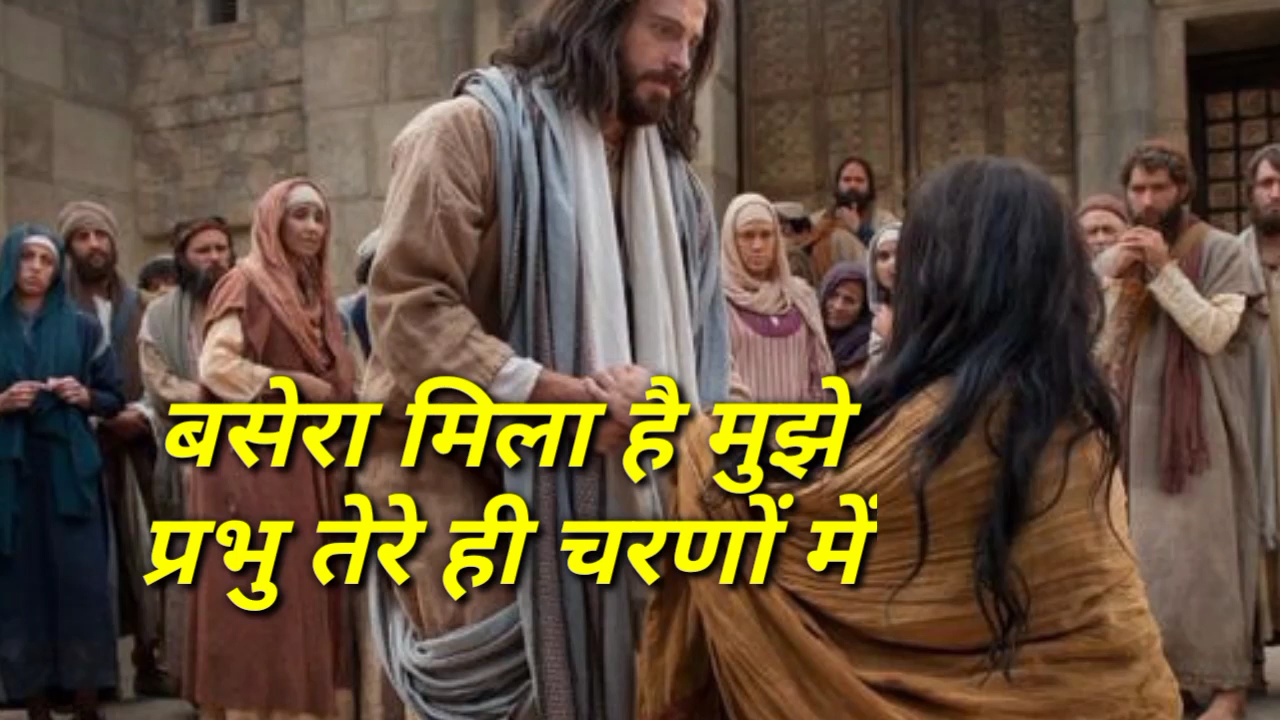 बसेरा मिला है मुझे
प्रभु तेरे ही चरणों में